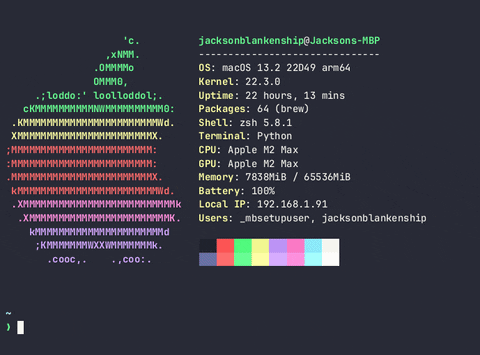 'c.
,xNMM.
.OMMMMo
OMMM0,
.;loddo:' loolloddol;.
cKMMMMMMMMMMNWMMMMMMMMMM0:
.KMMMMMMMMMMMMMMMMMMMMMMMWd.
XMMMMMMMMMMMMMMMMMMMMMMMX.
;MMMMMMMMMMMMMMMMMMMMMMMM:
:MMMMMMMMMMMMMMMMMMMMMMMM:
.MMMMMMMMMMMMMMMMMMMMMMMMX.
kMMMMMMMMMMMMMMMMMMMMMMMMWd.
.XMMMMMMMMMMMMMMMMMMMMMMMMMMk
.XMMMMMMMMMMMMMMMMMMMMMMMMK.
kMMMMMMMMMMMMMMMMMMMMMMd
;KMMMMMMMWXXWMMMMMMMk.
.cooc,.    .,coo:.
jacksonblankenship@Jacksons-MBP
-------------------------------
OS: macOS 13.2 22D49 arm64
Kernel: 22.3.0
Uptime: 22 hours, 13 mins
Packages: 64 (brew)
Shell: zsh 5.8.1
Terminal: Python
CPU: Apple M2 Max
GPU: Apple M2 Max
Memory: 7838MiB / 65536MiB
Battery: 100%
Local IP: 192.168.1.91
Users: _mbsetupuser, jacksonblankenship
~
❯